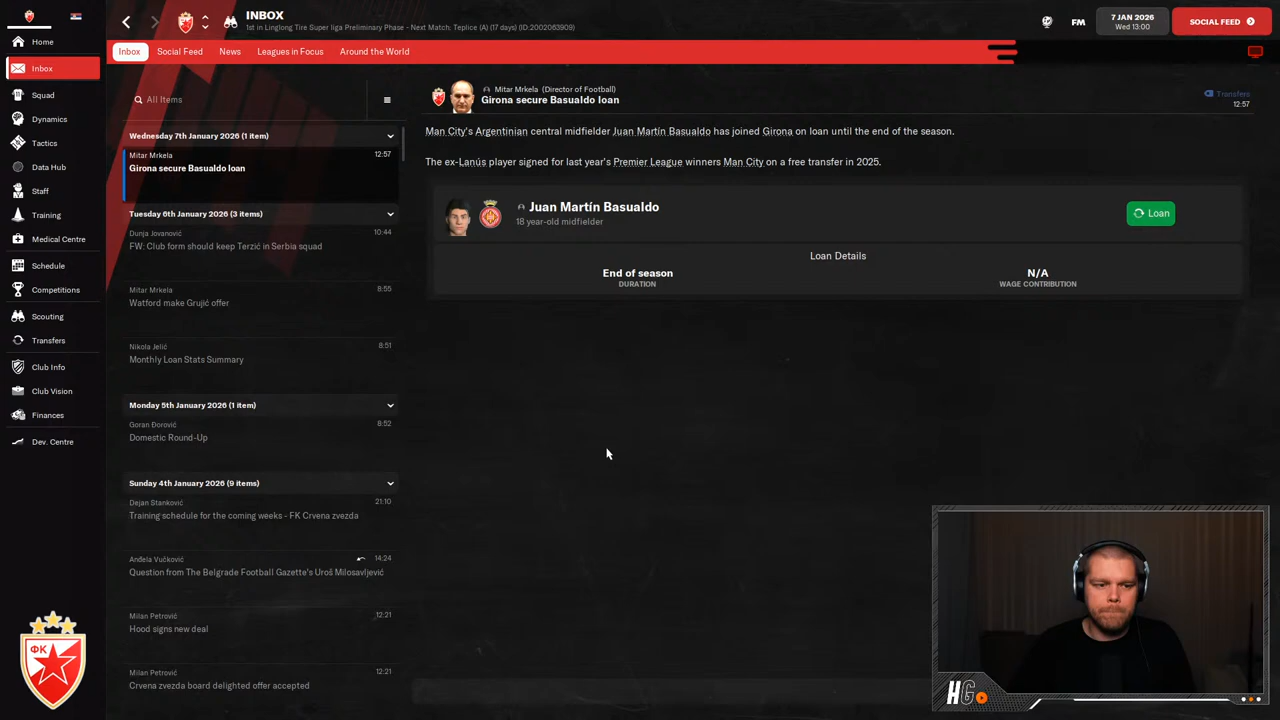 INBOX
1st in Linglong Tire Super liga Preliminary Phase - Next Match: Teplice (A) (17 days) (ID:2002063909)
FM
7 JAN 2026
Wed 13:00
SOCIAL FEED
Home
Inbox
Squad
Dynamics
Tactics
Data Hub
Staff
Training
Medical Centre
Schedule
Competitions
Scouting
Transfers
Club Info
Club Vision
Finances
Dev. Centre
ФК
Inbox
Social Feed
News
Leagues in Focus
Around the World
All Items
Wednesday 7th January 2026 (1 item)
Mitar Mrkela 12:57
Girona secure Basualdo loan
Tuesday 6th January 2026 (3 items)
Dunja Jovanović 10:44
FW: Club form should keep Terzić in Serbia squad
Mitar Mrkela 8:55
Watford make Grujić offer
Nikola Jelić 8:51
Monthly Loan Stats Summary
Monday 5th January 2026 (1 item)
Goran Đorović 8:52
Domestic Round-Up
Sunday 4th January 2026 (9 items)
Dejan Stanković 21:10
Training schedule for the coming weeks - FK Crvena zvezda
Anđela Vučković 14:24
Question from The Belgrade Football Gazette's Uroš Milosavljević
Milan Petrović 12:21
Hood signs new deal
Milan Petrović 12:21
Crvena zvezda board delighted offer accepted
Mitar Mrkela (Director of Football)
Girona secure Basualdo loan
Transfers
12:57
Man City's Argentinian central midfielder Juan Martín Basualdo has joined Girona on loan until the end of the season.
The ex-Lanús player signed for last year's Premier League winners Man City on a free transfer in 2025.
Juan Martín Basualdo
18 year-old midfielder
Loan
Loan Details
End of season
DURATION
N/A
WAGE CONTRIBUTION
HG